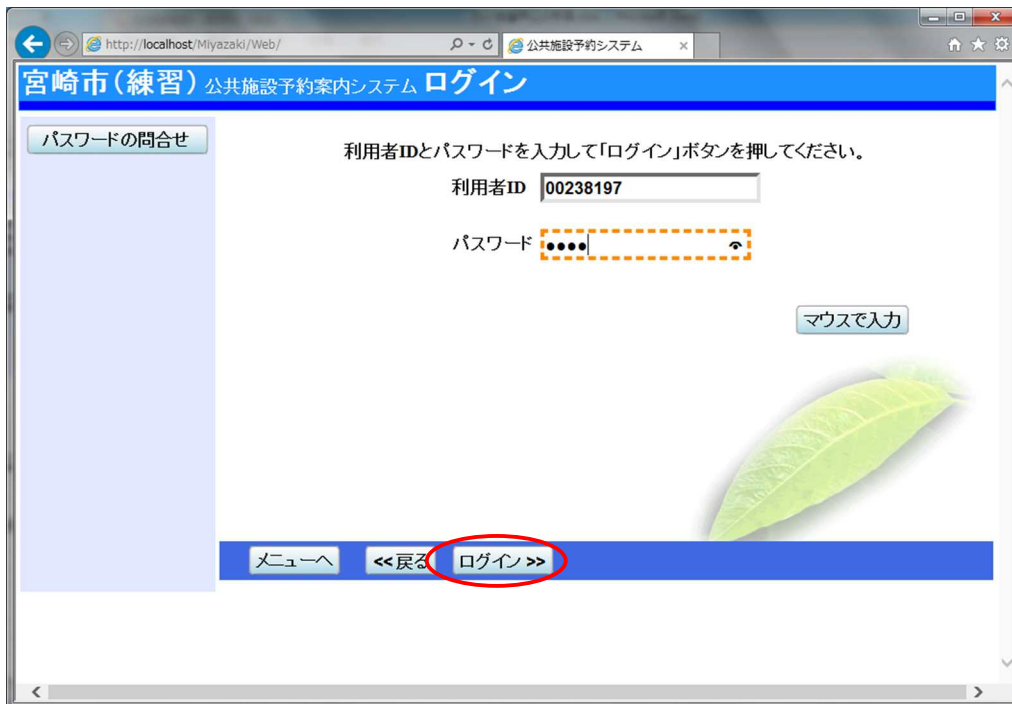 http://localhost/Miyazaki/Web/
公共施設予約システム
宮崎市(練習) 公共施設予約案内システム ログイン
パスワードの問合せ
利用者IDとパスワードを入力して「ログイン」ボタンを押してください。
利用者ID 00238197
パスワード ••••
マウスで入力
メニューへ <<戻る ログイン >>